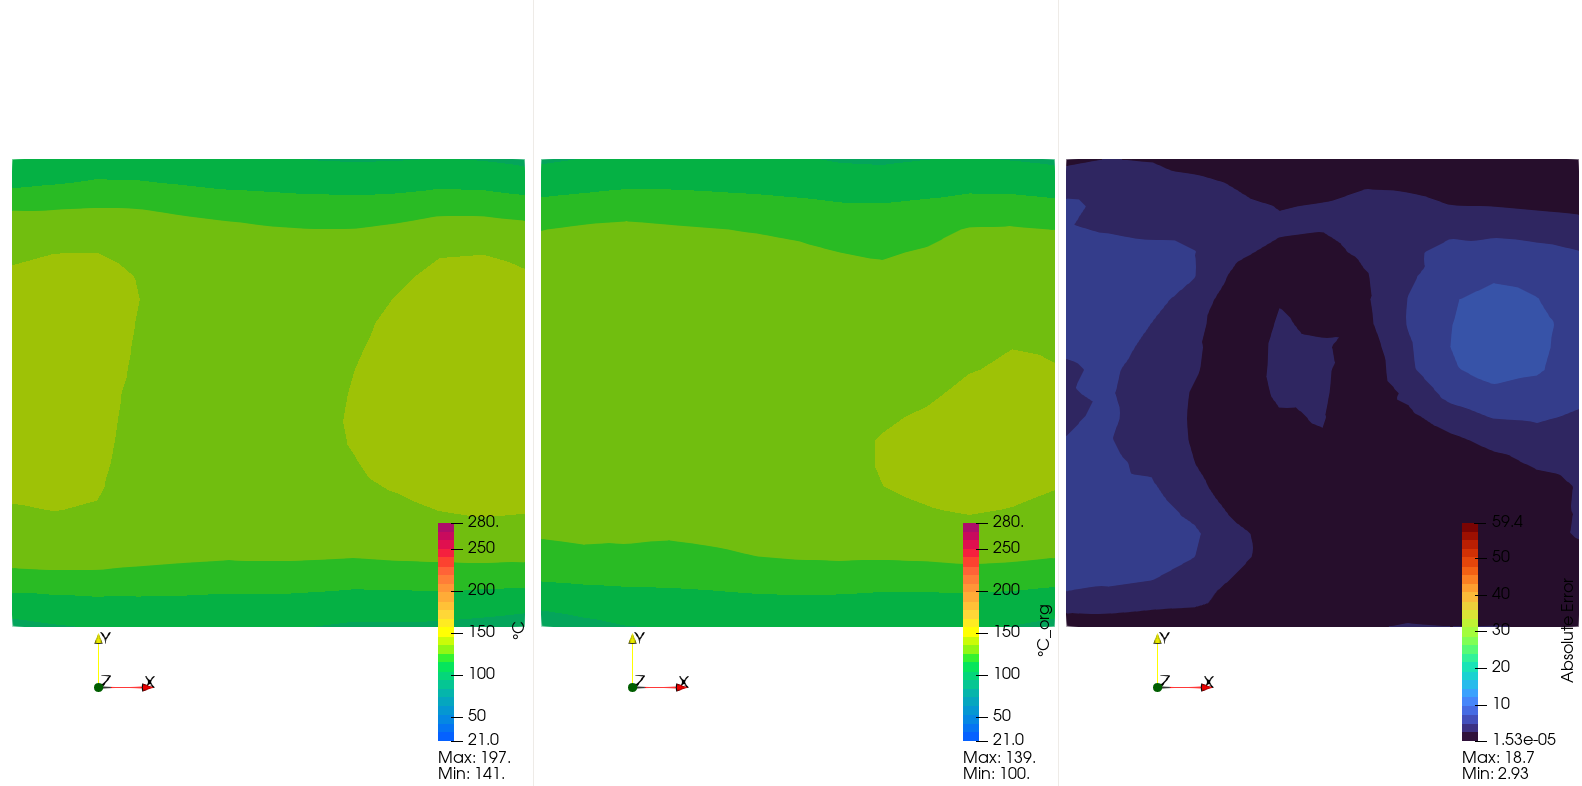 280.
250
200
150
100
50
21.0
°C
Max: 197.
Min: 141.
Y
Z
X
280.
250
200
150
100
50
21.0
°C_org
Max: 139.
Min: 100.
Y
Z
X
59.4
50
40
30
20
10
1.53e-05
Absolute Error
Max: 18.7
Min: 2.93
Y
Z
X